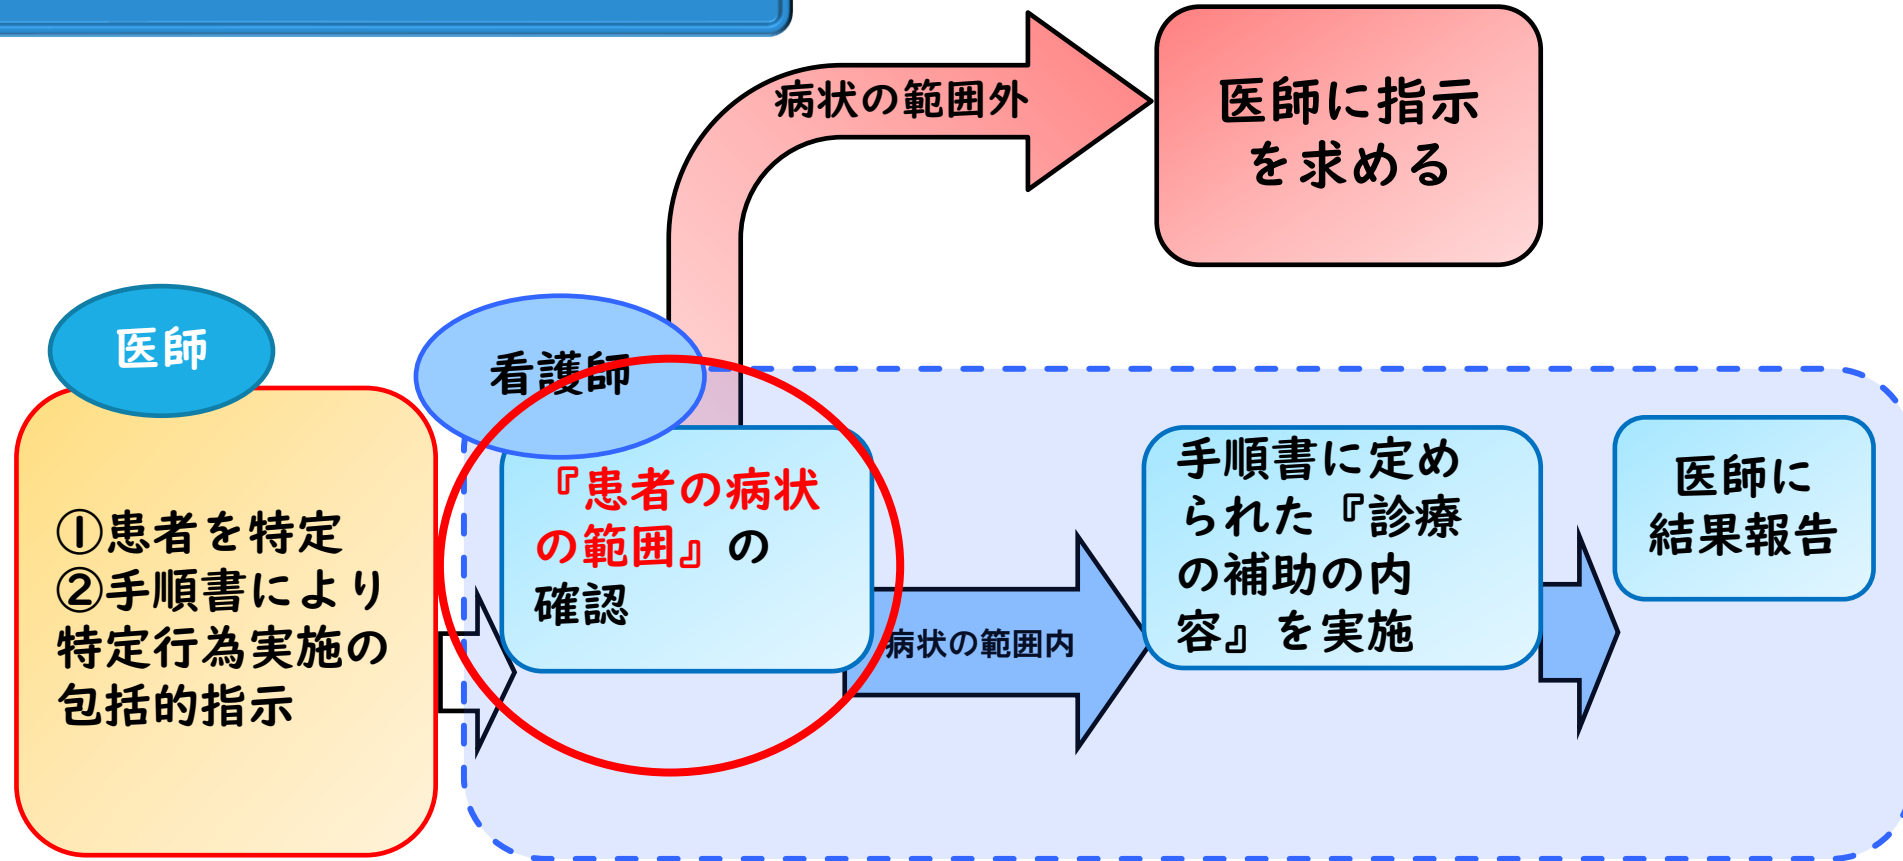 病状の範囲外
医師に指示
を求める
医師
①患者を特定
②手順書により
特定行為実施の
包括的指示
看護師
『患者の病状
の範囲』の
確認
病状の範囲内
手順書に定め
られた『診療
の補助の内
容』を実施
医師に
結果報告